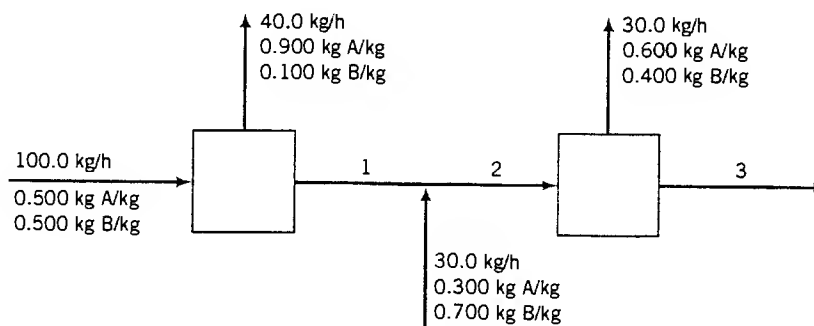 40.0 kg/h
0.900 kg A/kg
0.100 kg B/kg
30.0 kg/h
0.600 kg A/kg
0.400 kg B/kg
100.0 kg/h
0.500 kg A/kg
0.500 kg B/kg
1
2
3
30.0 kg/h
0.300 kg A/kg
0.700 kg B/kg